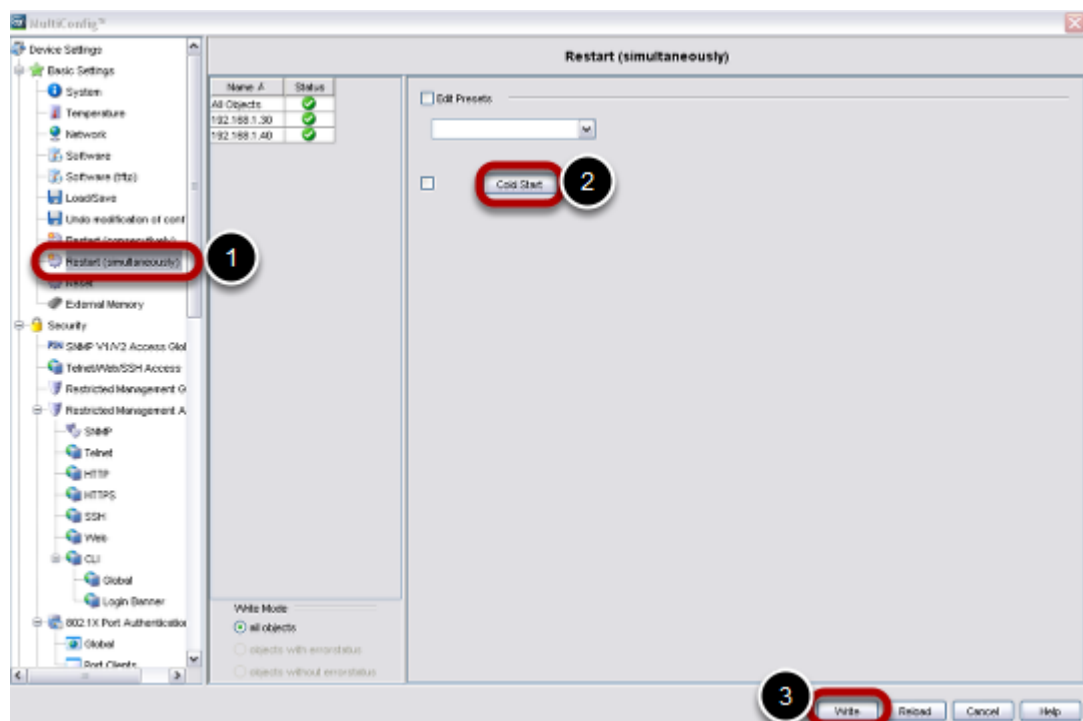 MultiConfig™
Device Settings
Basic Settings
System
Temperature
Network
Software
Software (tftp)
Load/Save
Undo modification of conf
Restart (consecutively)
Restart (simultaneously)
Reset
External Memory
Security
SNMP V1/V2 Access Glol
Telnet/Web/SSH Access
Restricted Management G
Restricted Management A
SNMP
Telnet
HTTP
HTTPS
SSH
Web
CLI
Global
Login Banner
802.1X Port Authentication
Global
Port Clients
1
Name Status
All Objects
192.168.1.30
192.168.1.40
Write Mode
all objects
objects with errorstatus
objects without errorstatus
Restart (simultaneously)
Edit Presets
Cold Start
2
3
Write Reload Cancel Help